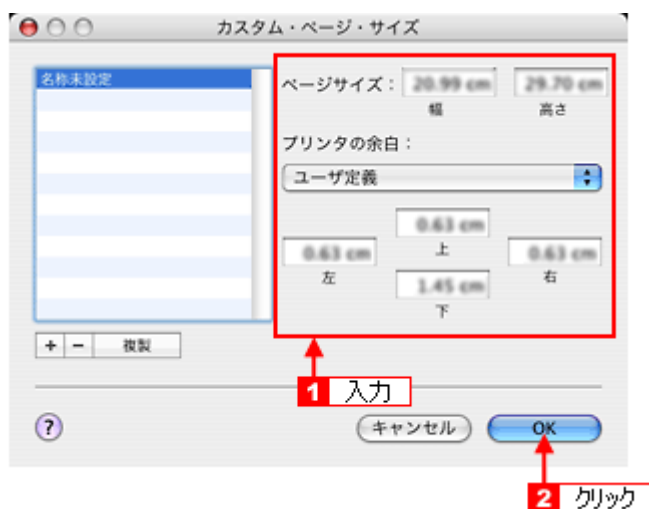 カスタム・ページ・サイズ
名称未設定
ページサイズ: 20.99 cm 29.70 cm
幅 高さ
プリンタの余白:
ユーザ定義
0.63 cm
上
0.63 cm 0.63 cm
左 右
1.45 cm
下
+ − 複製
1 入力
? キャンセル OK
2 クリック